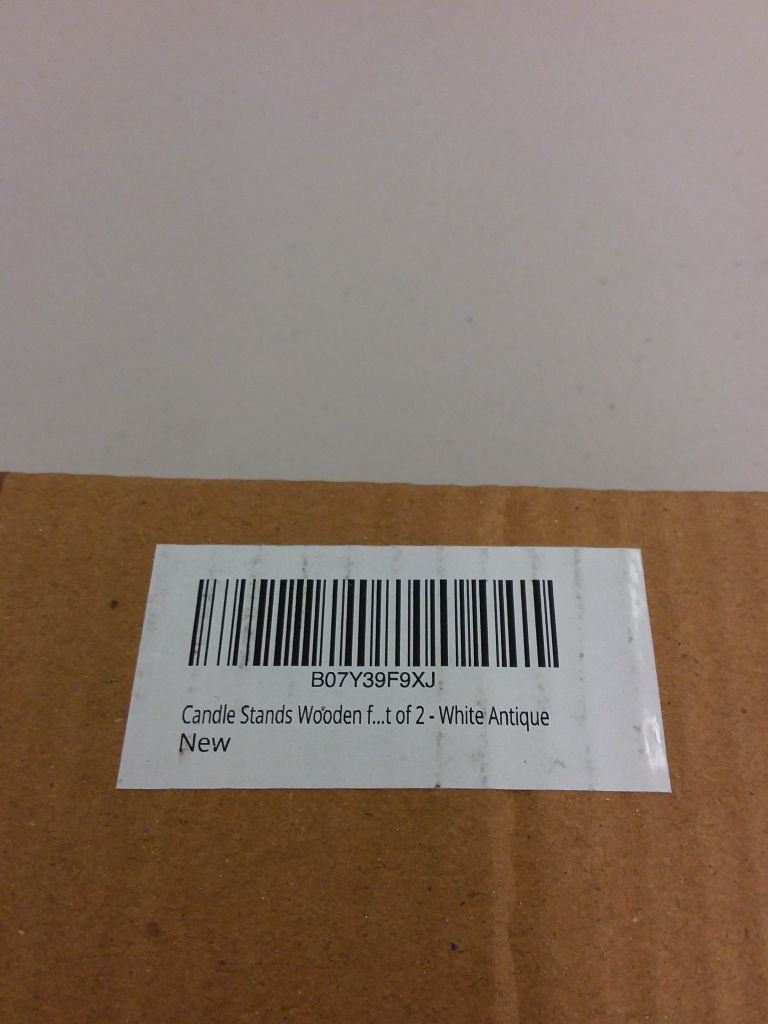 B07Y39F9XJ
Candle Stands Wooden f...t of 2 - White Antique
New